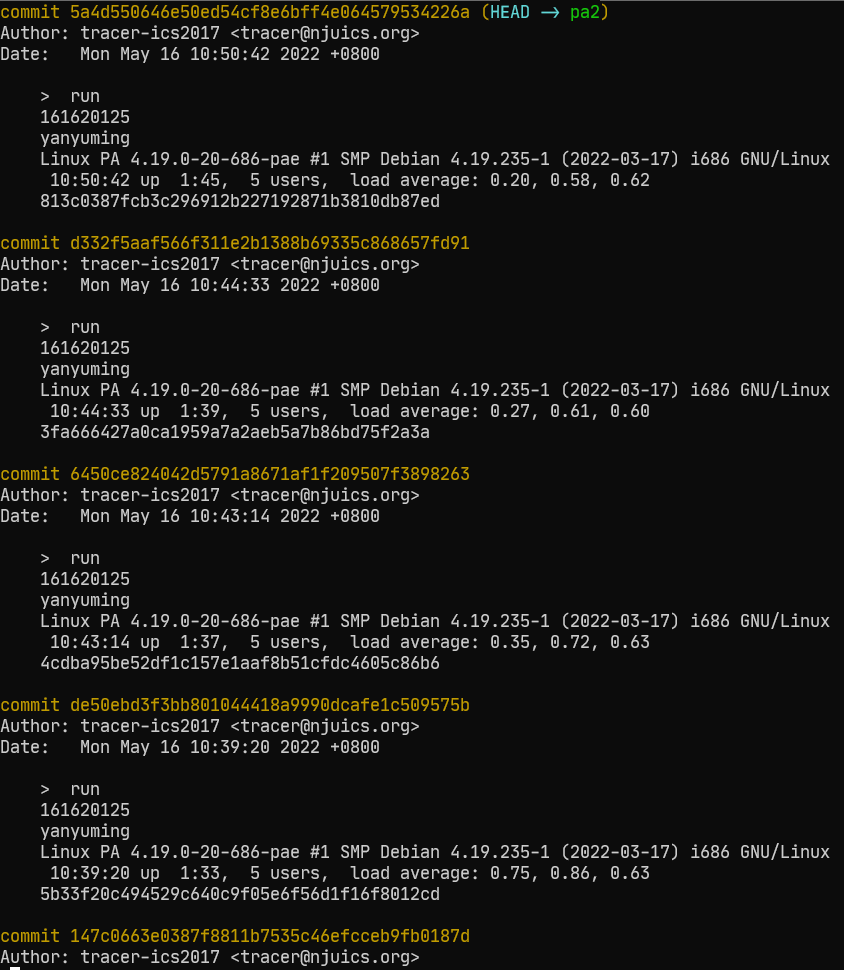 commit 5a4d550646e50ed54cf8e6bff4e064579534226a (HEAD -> pa2)
Author: tracer-ics2017 <tracer@njuics.org>
Date:   Mon May 16 10:50:42 2022 +0800

    >  run
    161620125
    yanyuming
    Linux PA 4.19.0-20-686-pae #1 SMP Debian 4.19.235-1 (2022-03-17) i686 GNU/Linux
     10:50:42 up  1:45,  5 users,  load average: 0.20, 0.58, 0.62
    813c0387fcb3c296912b227192871b3810db87ed

commit d332f5aaf566f311e2b1388b69335c868657fd91
Author: tracer-ics2017 <tracer@njuics.org>
Date:   Mon May 16 10:44:33 2022 +0800

    >  run
    161620125
    yanyuming
    Linux PA 4.19.0-20-686-pae #1 SMP Debian 4.19.235-1 (2022-03-17) i686 GNU/Linux
     10:44:33 up  1:39,  5 users,  load average: 0.27, 0.61, 0.60
    3fa666427a0ca1959a7a2aeb5a7b86bd75f2a3a

commit 6450ce824042d5791a8671af1f209507f3898263
Author: tracer-ics2017 <tracer@njuics.org>
Date:   Mon May 16 10:43:14 2022 +0800

    >  run
    161620125
    yanyuming
    Linux PA 4.19.0-20-686-pae #1 SMP Debian 4.19.235-1 (2022-03-17) i686 GNU/Linux
     10:43:14 up  1:37,  5 users,  load average: 0.35, 0.72, 0.63
    4cdba95be52df1c157e1aaf8b51cfdc4605c86b6

commit de50ebd3f3bb801044418a9990dcafe1c509575b
Author: tracer-ics2017 <tracer@njuics.org>
Date:   Mon May 16 10:39:20 2022 +0800

    >  run
    161620125
    yanyuming
    Linux PA 4.19.0-20-686-pae #1 SMP Debian 4.19.235-1 (2022-03-17) i686 GNU/Linux
     10:39:20 up  1:33,  5 users,  load average: 0.75, 0.86, 0.63
    5b33f20c494529c640c9f05e6f56d1f16f8012cd

commit 147c0663e0387f8811b7535c46efcceb9fb0187d
Author: tracer-ics2017 <tracer@njuics.org>